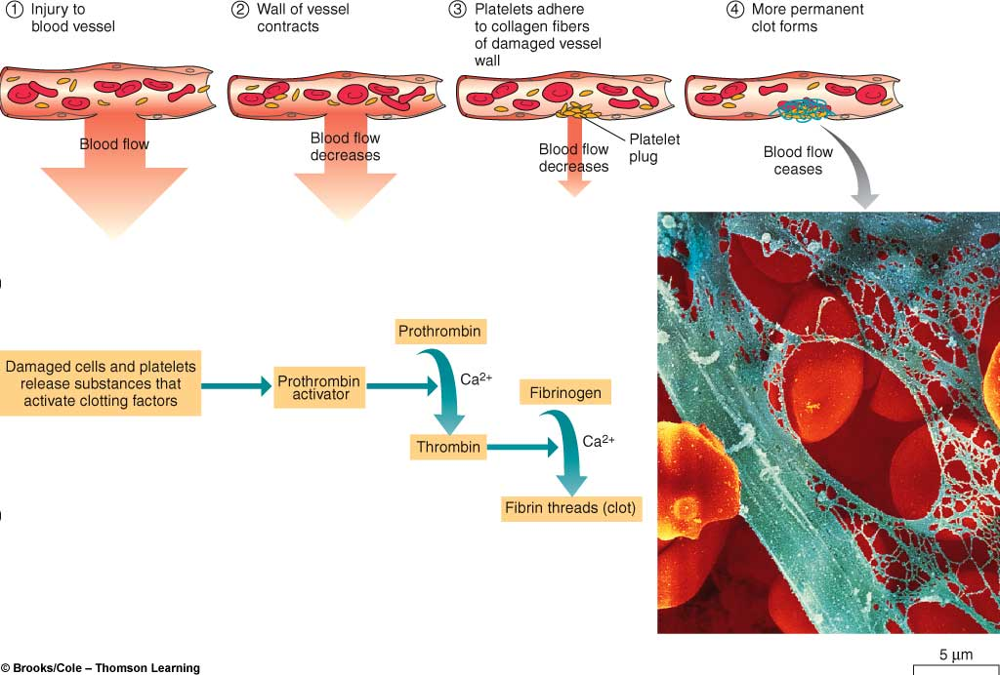 ① Injury to
blood vessel
② Wall of vessel
contracts
③ Platelets adhere
to collagen fibers
of damaged vessel
wall
④ More permanent
clot forms
Blood flow
Blood flow
decreases
Blood flow
decreases
Platelet
plug
Blood flow
ceases
Damaged cells and platelets
release substances that
activate clotting factors
Prothrombin
activator
Prothrombin
Ca2+
Thrombin
Fibrinogen
Ca2+
Fibrin threads (clot)
5 µm
© Brooks/Cole – Thomson Learning